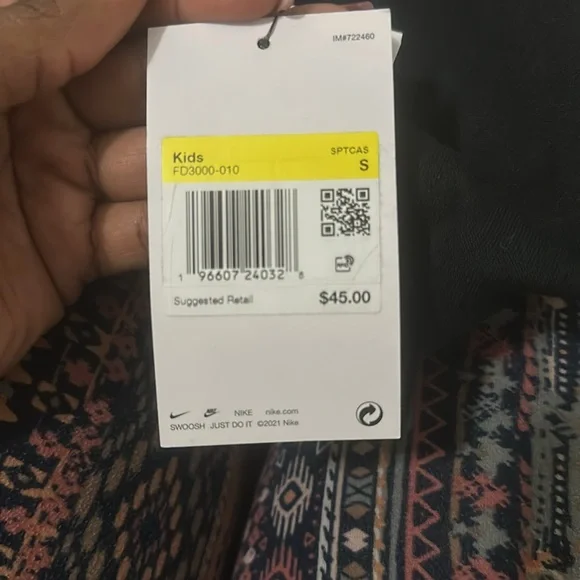 IM#722460
Kids SPTCAS
FD3000-010 S
1 96607 24032 8
Suggested Retail $45.00
NIKE nike.com
SWOOSH JUST DO IT ©2021 Nike